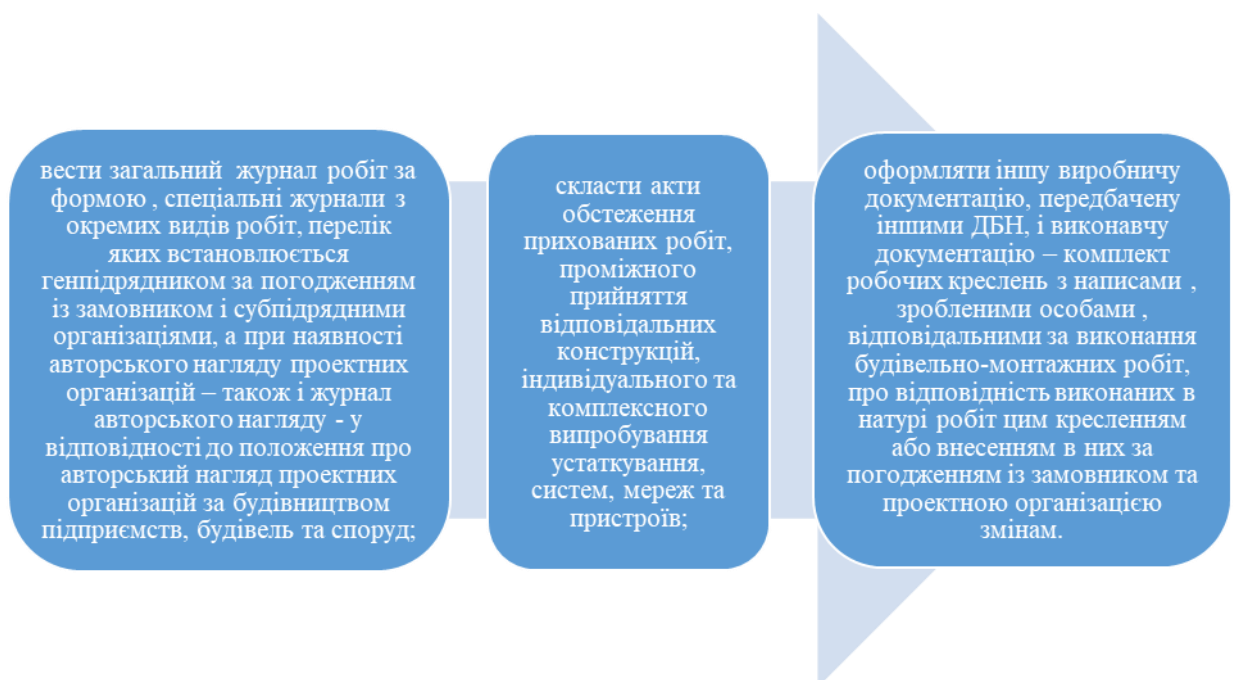 вести загальний журнал робіт за
формою , спеціальні журнали з
окремих видів робіт, перелік
яких встановлюється
генпідрядником за погодженням
із замовником і субпідрядними
організаціями, а при наявності
авторського нагляду проектних
організацій – також і журнал
авторського нагляду - у
відповідності до положення про
авторський нагляд проектних
організацій за будівництвом
підприємств, будівель та споруд;
скласти акти
обстеження
прихованих робіт,
проміжного
прийняття
відповідальних
конструкцій,
індивідуального та
комплексного
випробування
устаткування,
систем, мереж та
пристроїв;
оформляти іншу виробничу
документацію, передбачену
іншими ДБН, і виконавчу
документацію – комплект
робочих креслень з написами ,
зробленими особами ,
відповідальними за виконання
будівельно-монтажних робіт,
про відповідність виконаних в
натурі робіт цим кресленням
або внесенням в них за
погодженням із замовником та
проектною організацією
змінам.